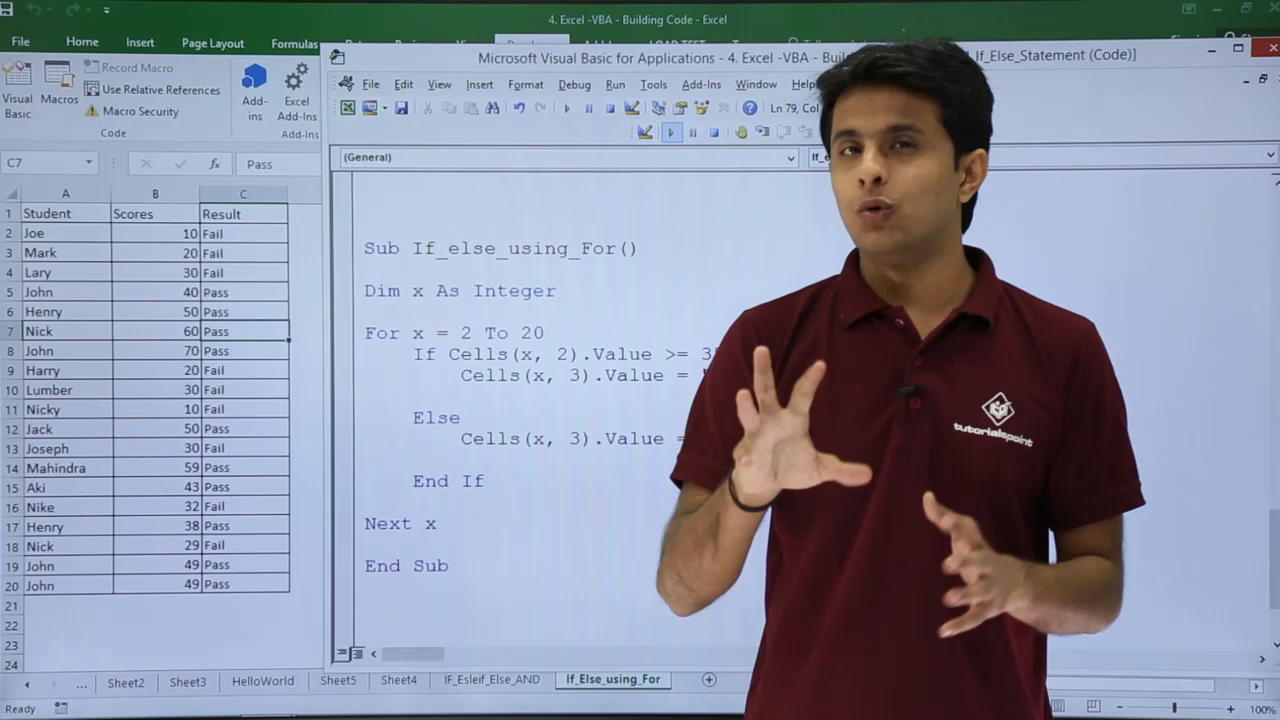 4. Excel -VBA - Building Code - Excel
File Home Insert Page Layout Formulas
Microsoft Visual Basic for Applications - 4. Excel -VBA - If_Else_Statement (Code)]
File Edit View Insert Format Debug Run Tools Add-Ins Window Help
Ln 79, Col
Record Macro
Use Relative References
Macro Security
Visual Basic
Macros
Add-ins
Excel Add-Ins
Code
Add-Ins
(General)
C7
fx
Pass
A B C
1 Student Scores Result
2 Joe 10 Fail
3 Mark 20 Fail
4 Lary 30 Fail
5 John 40 Pass
6 Henry 50 Pass
7 Nick 60 Pass
8 John 70 Pass
9 Harry 20 Fail
10 Lumber 30 Fail
11 Nicky 10 Fail
12 Jack 50 Pass
13 Joseph 30 Fail
14 Mahindra 59 Pass
15 Aki 43 Pass
16 Nike 32 Fail
17 Henry 38 Pass
18 Nick 29 Fail
19 John 49 Pass
20 John 49 Pass
21
22
23
24
Sub If_else_using_For()
Dim x As Integer
For x = 2 To 20
If Cells(x, 2).Value >= 
Cells(x, 3).Value =
Else
Cells(x, 3).Value =
End If
Next x
End Sub
tutorialspoint
... Sheet2 Sheet3 HelloWorld Sheet5 Sheet4 IF_Esleif_Else_AND If_Else_using_For
Ready
100%